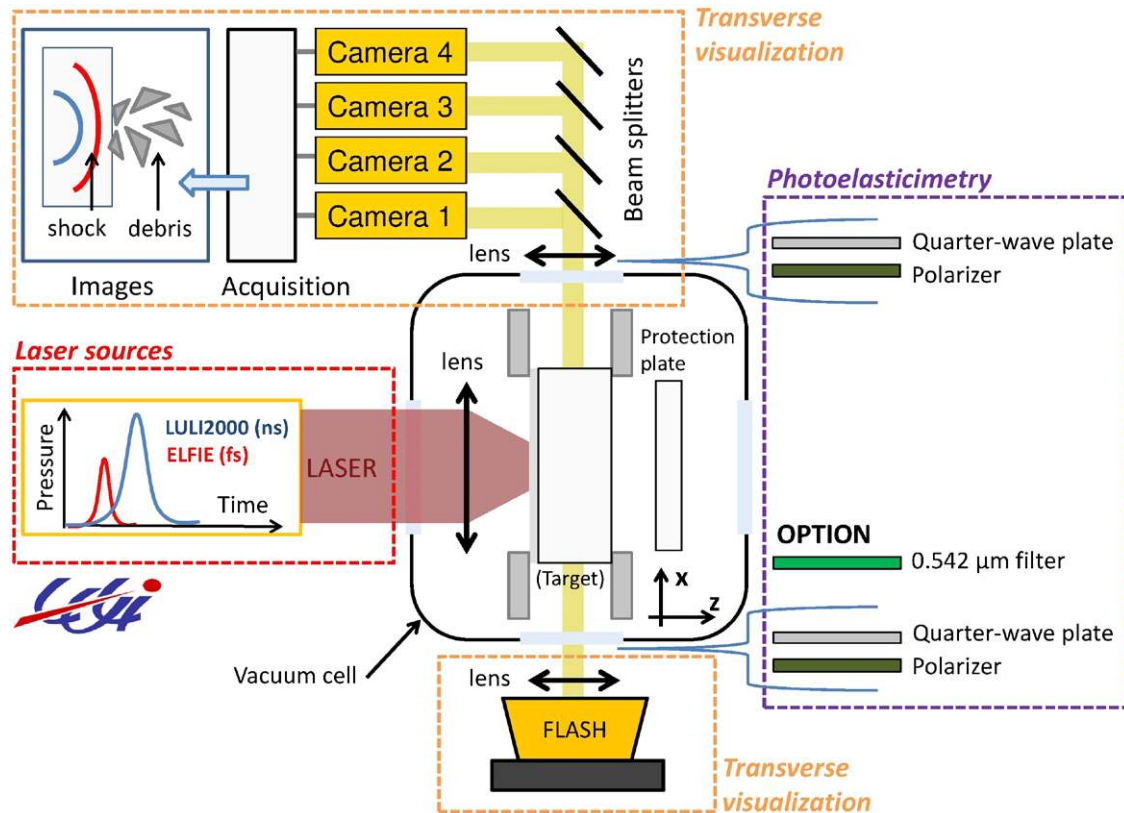 Transverse
visualization
Camera 4
Camera 3
Camera 2
Camera 1
Beam splitters
shock
debris
Images
Acquisition
lens
Photoelasticimetry
Quarter-wave plate
Polarizer
Laser sources
LULI2000 (ns)
ELFIE (fs)
Pressure
Time
LASER
lens
Protection
plate
(Target)
x
z
OPTION
0.542 µm filter
Quarter-wave plate
Polarizer
Vacuum cell
lens
FLASH
Transverse
visualization